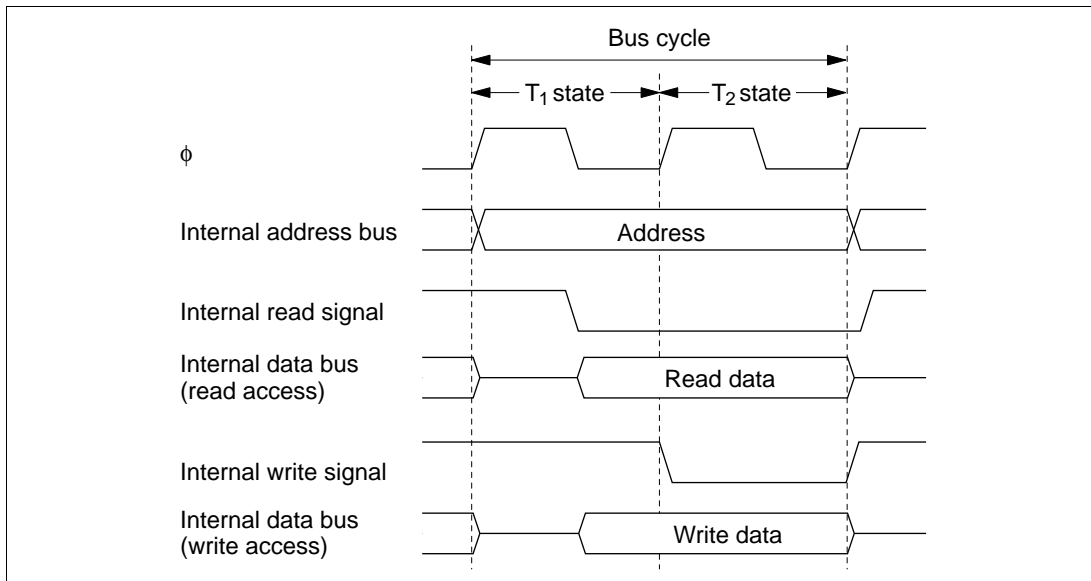 Bus cycle
T1 state
T2 state
ϕ
Internal address bus
Address
Internal read signal
Internal data bus
(read access)
Read data
Internal write signal
Internal data bus
(write access)
Write data